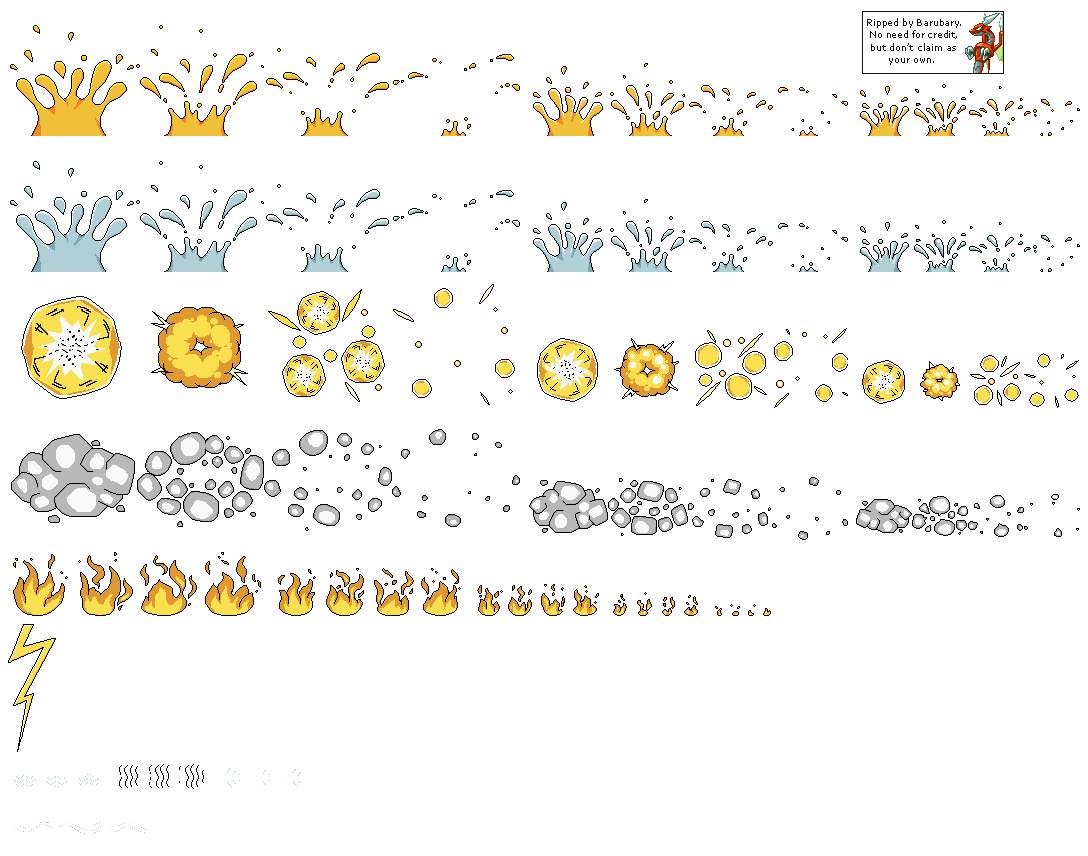 Ripped by Barubary.
No need for credit,
but don't claim as
your own.